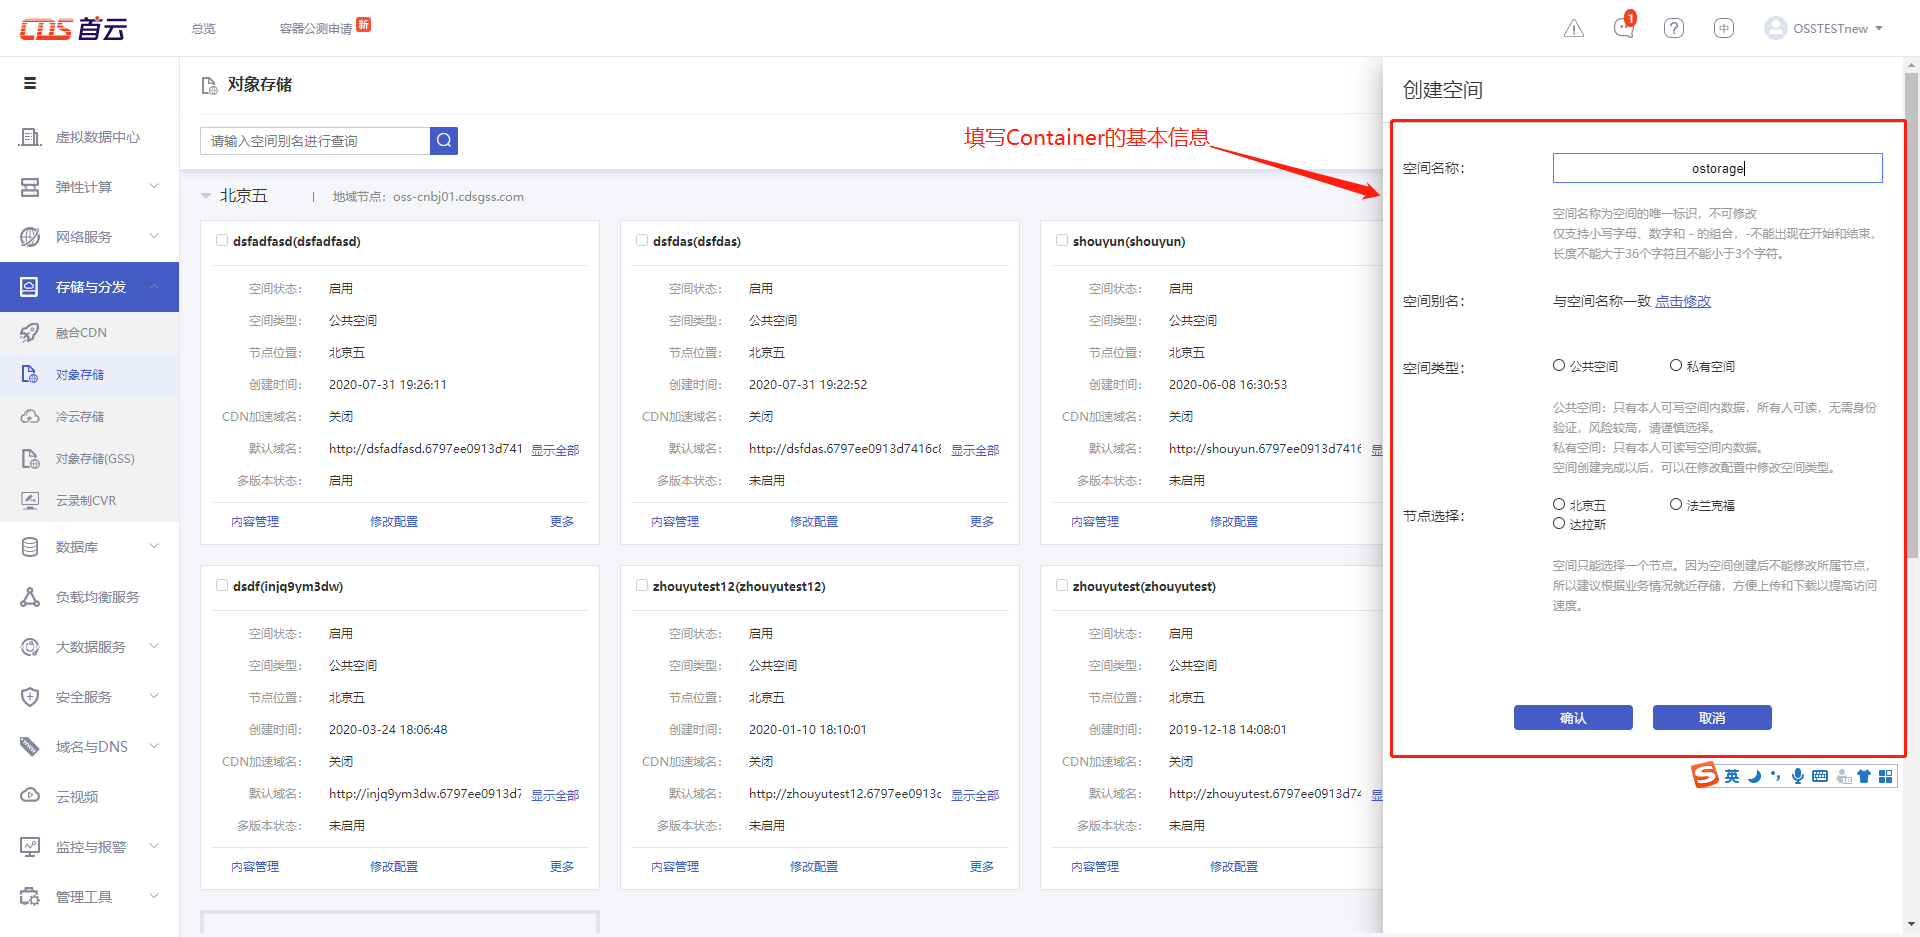 CDS 首云
总览
容器公测申请 新
1
?
中
OSSTESTnew
虚拟数据中心
弹性计算
网络服务
存储与分发
融合CDN
对象存储
冷云存储
对象存储(GSS)
云录制CVR
数据库
负载均衡服务
大数据服务
安全服务
域名与DNS
云视频
监控与报警
管理工具
对象存储
请输入空间别名进行查询
填写Container的基本信息
北京五 | 地域节点：oss-cnbj01.cdsgss.com
dsfadfasd(dsfadfasd)
空间状态： 启用
空间类型： 公共空间
节点位置： 北京五
创建时间： 2020-07-31 19:26:11
CDN加速域名： 关闭
默认域名： http://dsfadfasd.6797ee0913d741 显示全部
多版本状态： 启用
内容管理 修改配置 更多
dsfdas(dsfdas)
空间状态： 启用
空间类型： 公共空间
节点位置： 北京五
创建时间： 2020-07-31 19:22:52
CDN加速域名： 关闭
默认域名： http://dsfdas.6797ee0913d7416c8 显示全部
多版本状态： 未启用
内容管理 修改配置 更多
shouyun(shouyun)
空间状态： 启用
空间类型： 公共空间
节点位置： 北京五
创建时间： 2020-06-08 16:30:53
CDN加速域名： 关闭
默认域名： http://shouyun.6797ee0913d7416 显
多版本状态： 未启用
内容管理 修改配置
dsdf(injq9ym3dw)
空间状态： 启用
空间类型： 公共空间
节点位置： 北京五
创建时间： 2020-03-24 18:06:48
CDN加速域名： 关闭
默认域名： http://injq9ym3dw.6797ee0913d7 显示全部
多版本状态： 未启用
内容管理 修改配置 更多
zhouyutest12(zhouyutest12)
空间状态： 启用
空间类型： 公共空间
节点位置： 北京五
创建时间： 2020-01-10 18:10:01
CDN加速域名： 关闭
默认域名： http://zhouyutest12.6797ee0913c 显示全部
多版本状态： 未启用
内容管理 修改配置 更多
zhouyutest(zhouyutest)
空间状态： 启用
空间类型： 公共空间
节点位置： 北京五
创建时间： 2019-12-18 14:08:01
CDN加速域名： 关闭
默认域名： http://zhouyutest.6797ee0913d74 显
多版本状态： 未启用
内容管理 修改配置
创建空间
空间名称： ostorage
空间名称为空间的唯一标识，不可修改
仅支持小写字母、数字和 - 的组合，-不能出现在开始和结束，
长度不能大于36个字符且不能小于3个字符。
空间别名： 与空间名称一致 点击修改
空间类型： 公共空间 私有空间
公共空间：只有本人可写空间内数据，所有人可读，无需身份
验证，风险较高，请谨慎选择。
私有空间：只有本人可读写空间内数据。
空间创建完成以后，可以在修改配置中修改空间类型。
节点选择： 北京五 法兰克福
达拉斯
空间只能选择一个节点。因为空间创建后不能修改所属节点，
所以建议根据业务情况就近存储，方便上传和下载以提高访问
速度。
确认 取消
S 英